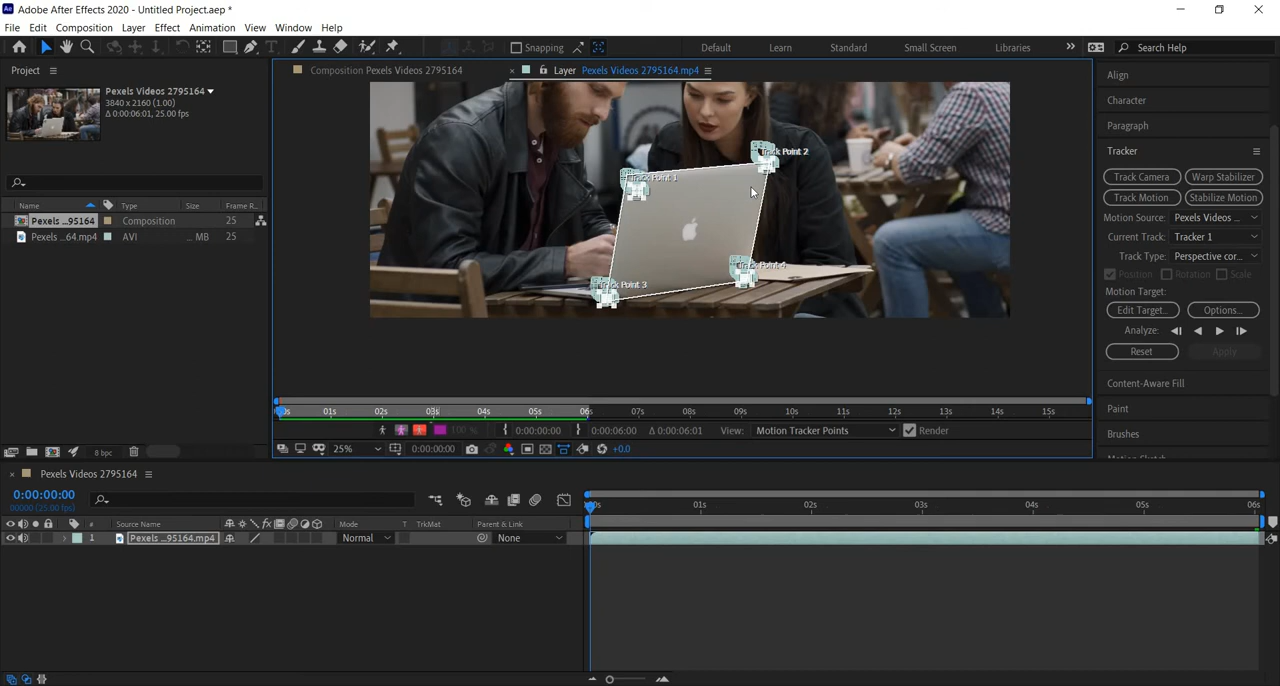 Adobe After Effects 2020 - Untitled Project.aep *
File Edit Composition Layer Effect Animation View Window Help
Snapping
Default Learn Standard Small Screen Libraries
Search Help
Project
Pexels Videos 2795164
3840 x 2160 (1.00)
Δ 0:00:06:01, 25.00 fps
Name Type Size Frame R...
Pexels ...95164 Composition 25
Pexels ...64.mp4 AVI ... MB 25
8 bpc
Composition Pexels Videos 2795164
Layer Pexels Videos 2795164.mp4
Track Point 2
Track Point 1
Track Point 4
Track Point 3
01s 02s 03s 04s 05s 06s 07s 08s 09s 10s 11s 12s 13s 14s 15s
100 % 0:00:00:00 0:00:06:00 Δ 0:00:06:01 View: Motion Tracker Points Render
25% 0:00:00:00 +0.0
Align
Character
Paragraph
Tracker
Track Camera Warp Stabilizer
Track Motion Stabilize Motion
Motion Source: Pexels Videos ...
Current Track: Tracker 1
Track Type: Perspective cor...
Position Rotation Scale
Motion Target:
Edit Target... Options...
Analyze:
Reset Apply
Content-Aware Fill
Paint
Brushes
Pexels Videos 2795164
0:00:00:00
00000 (25.00 fps)
# Source Name Mode T TrkMat Parent & Link
1 Pexels ...95164.mp4 Normal None
01s 02s 03s 04s 05s 06s